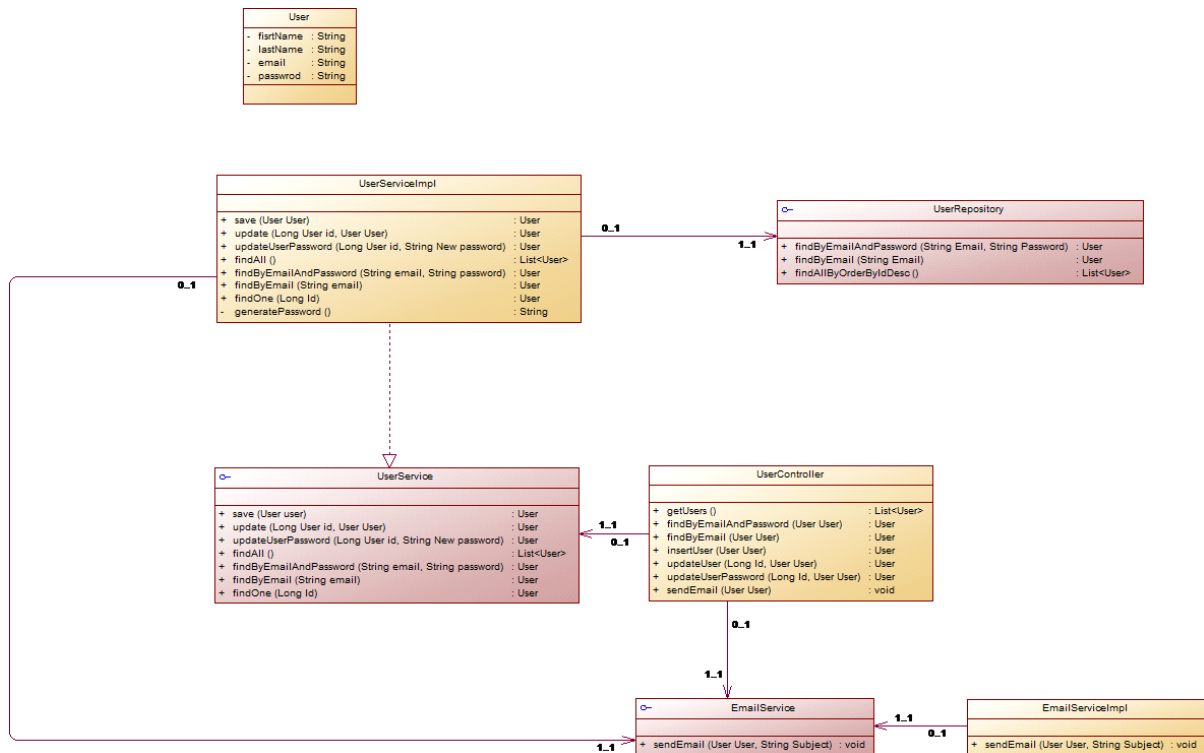 User
- fisrtName : String
- lastName : String
- email : String
- passwrod : String
UserServiceImpl
+ save (User User) : User
+ update (Long User id, User User) : User
+ updateUserPassword (Long User id, String New password) : User
+ findAll () : List<User>
+ findByEmailAndPassword (String email, String password) : User
+ findByEmail (String email) : User
+ findOne (Long Id) : User
- generatePassword () : String
0..1
1..1
UserRepository
+ findByEmailAndPassword (String Email, String Password) : User
+ findByEmail (String Email) : User
+ findAllByOrderByIdDesc () : List<User>
0..1
UserService
+ save (User user) : User
+ update (Long User id, User User) : User
+ updateUserPassword (Long User id, String New password) : User
+ findAll () : List<User>
+ findByEmailAndPassword (String email, String password) : User
+ findByEmail (String email) : User
+ findOne (Long Id) : User
1..1
0..1
UserController
+ getUsers () : List<User>
+ findByEmailAndPassword (User User) : User
+ findByEmail (User User) : User
+ insertUser (User User) : User
+ updateUser (Long Id, User User) : User
+ updateUserPassword (Long Id, User User) : User
+ sendEmail (User User) : void
0..1
1..1
1..1
EmailService
+ sendEmail (User User, String Subject) : void
1..1
0..1
EmailServiceImpl
+ sendEmail (User User, String Subject) : void